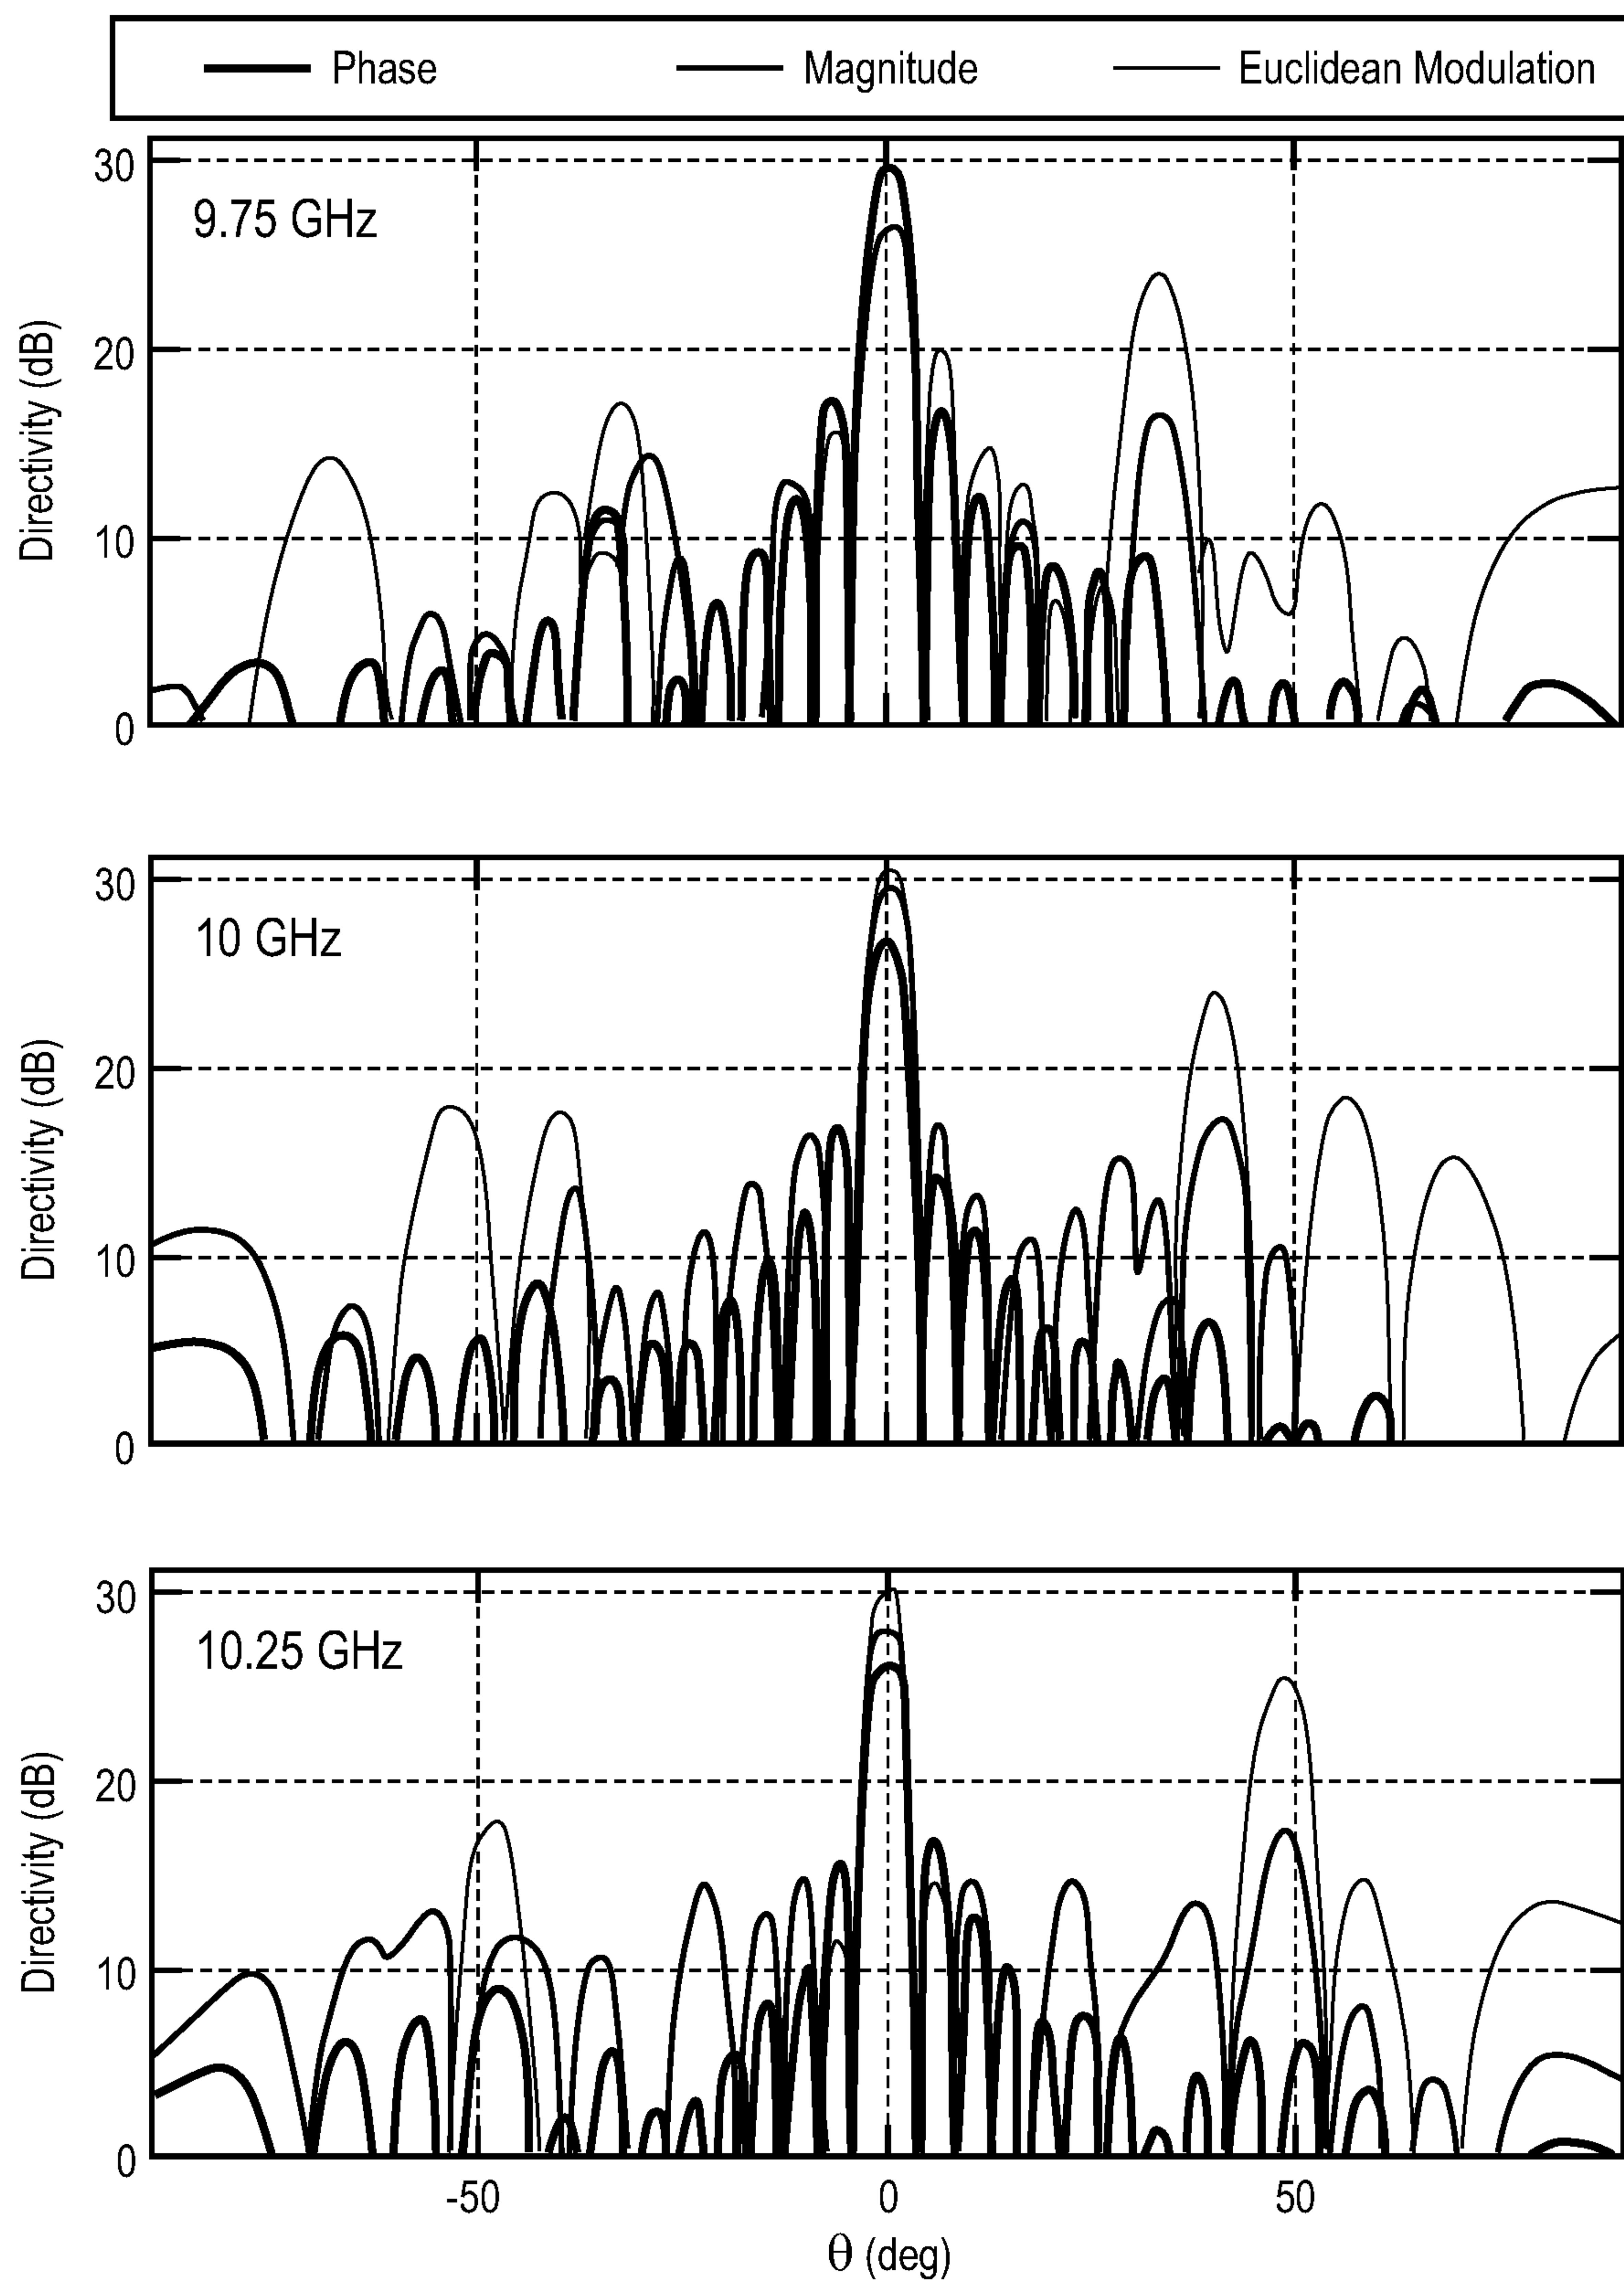 Phase Magnitude Euclidean Modulation
30
9.75 GHz
20
Directivity (dB)
10
0
30
10 GHz
20
Directivity (dB)
10
0
30
10.25 GHz
20
Directivity (dB)
10
0
-50 0 50
θ (deg)